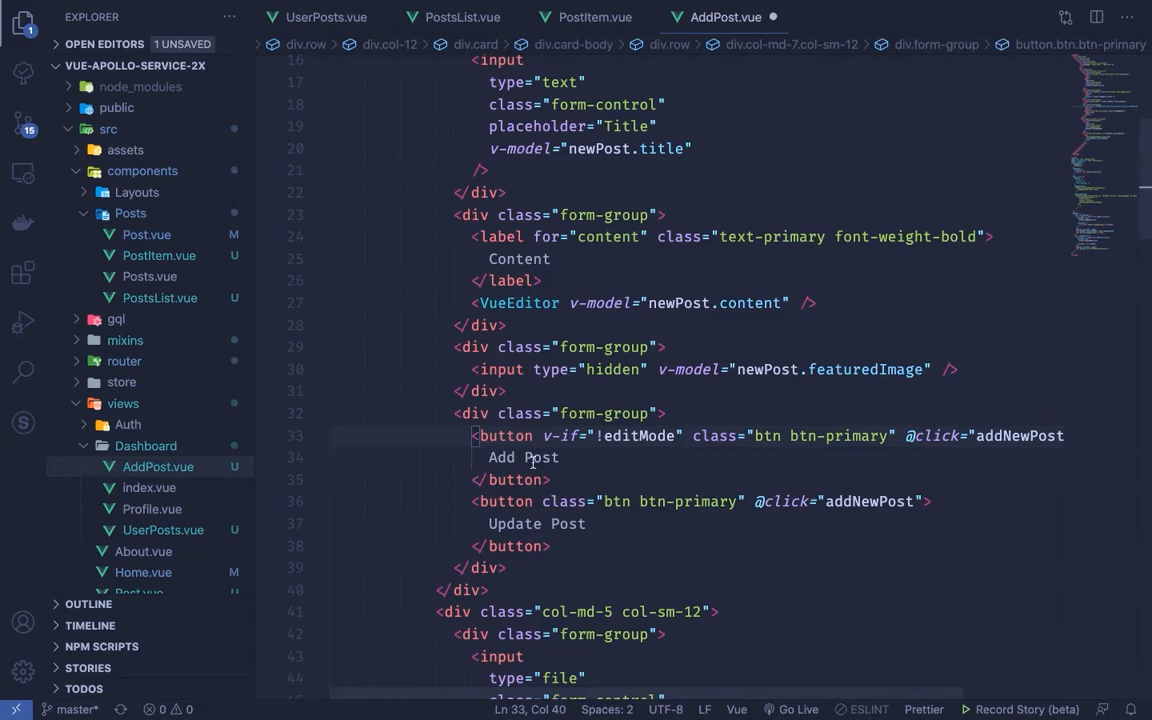 EXPLORER
UserPosts.vue
PostsList.vue
PostItem.vue
AddPost.vue
OPEN EDITORS 1 UNSAVED
div.row
div.col-12
div.card
div.card-body
div.row
div.col-md-7.col-sm-12
div.form-group
button.btn.btn-primary
VUE-APOLLO-SERVICE-2X
node_modules
public
src
assets
components
Layouts
Posts
Post.vue M
PostItem.vue U
Posts.vue
PostsList.vue U
gql
mixins
router
store
views
Auth
Dashboard
AddPost.vue U
index.vue
Profile.vue
UserPosts.vue U
About.vue
Home.vue M
OUTLINE
TIMELINE
NPM SCRIPTS
STORIES
TODOS
1
15
16 <input
17 type="text"
18 class="form-control"
19 placeholder="Title"
20 v-model="newPost.title"
21 />
22 </div>
23 <div class="form-group">
24 <label for="content" class="text-primary font-weight-bold">
25 Content
26 </label>
27 <VueEditor v-model="newPost.content" />
28 </div>
29 <div class="form-group">
30 <input type="hidden" v-model="newPost.featuredImage" />
31 </div>
32 <div class="form-group">
33 <button v-if="!editMode" class="btn btn-primary" @click="addNewPost
34 Add Post
35 </button>
36 <button class="btn btn-primary" @click="addNewPost">
37 Update Post
38 </button>
39 </div>
40 </div>
41 <div class="col-md-5 col-sm-12">
42 <div class="form-group">
43 <input
44 type="file"
class="form-control"
master* 0 0 Ln 33, Col 40 Spaces: 2 UTF-8 LF Vue Go Live ESLINT Prettier Record Story (beta)